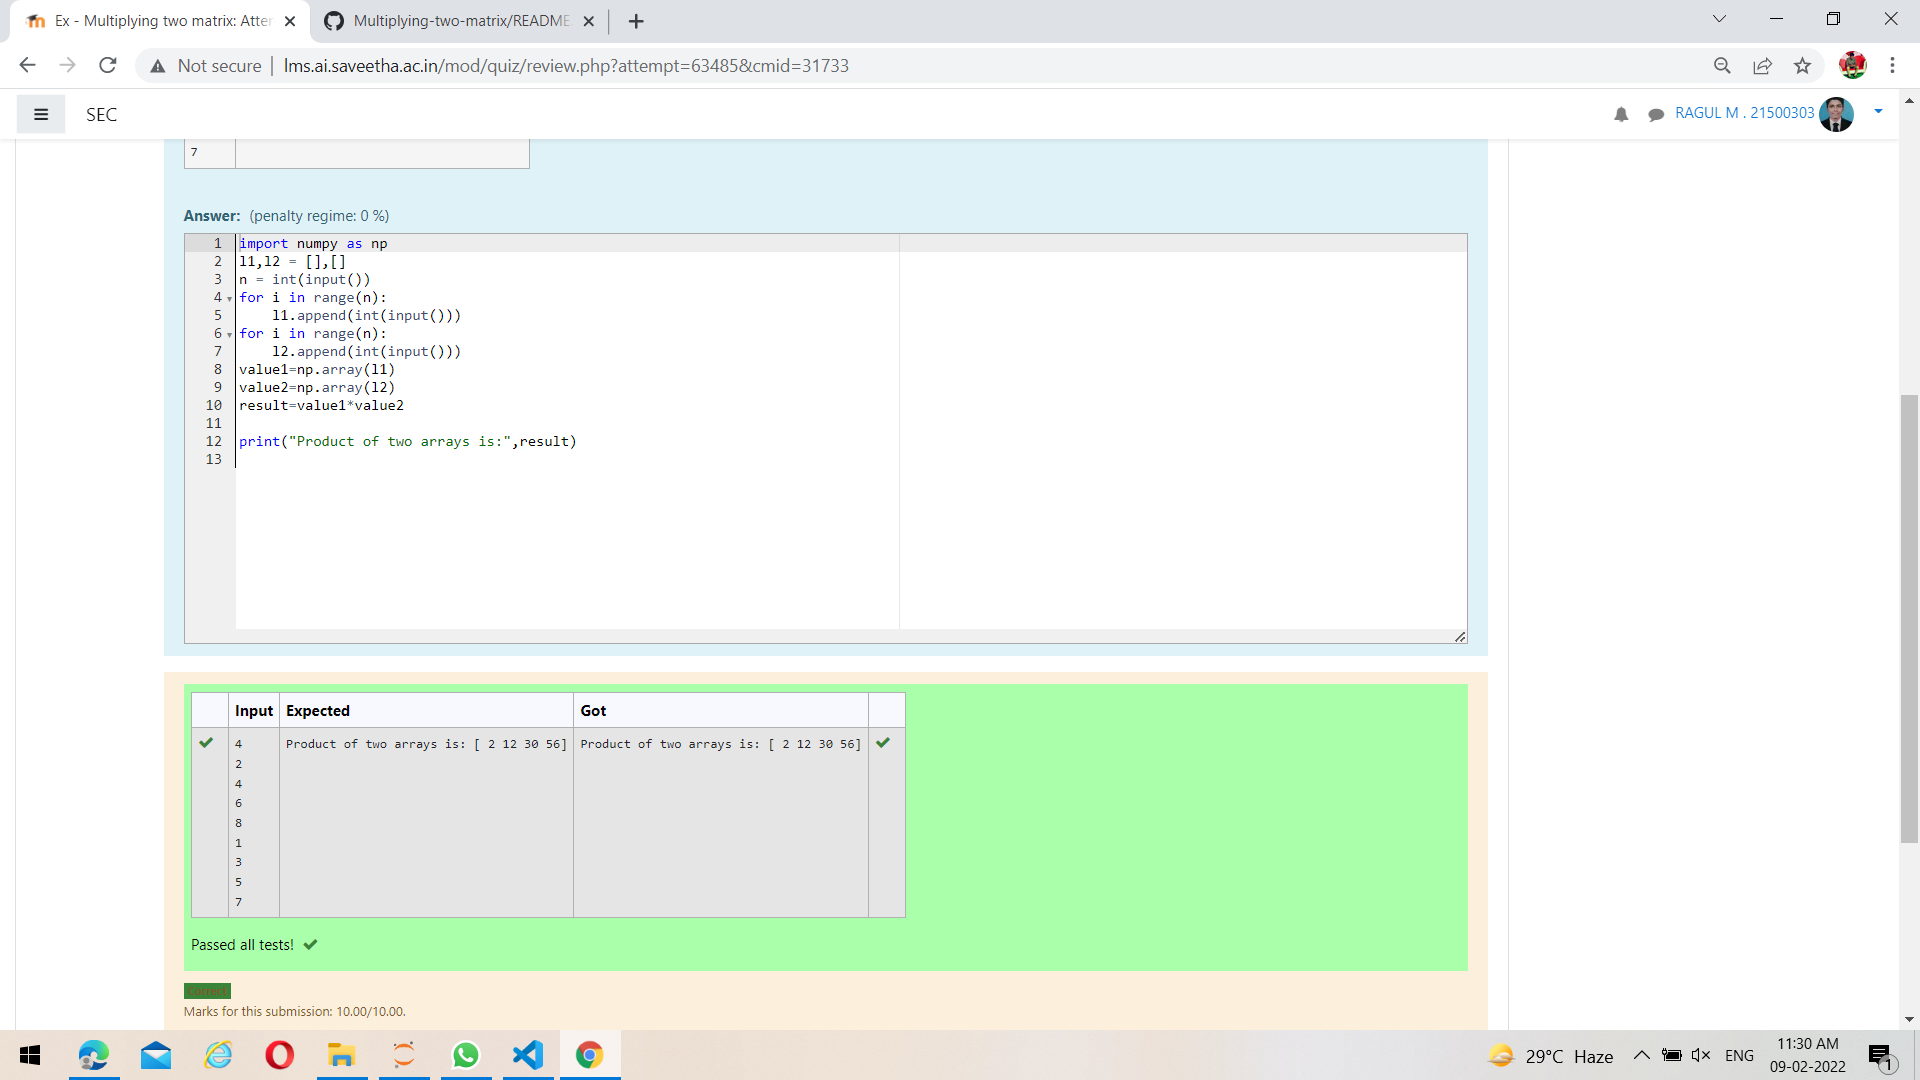 Ex - Multiplying two matrix: Atter
Multiplying-two-matrix/README
Not secure | lms.ai.saveetha.ac.in/mod/quiz/review.php?attempt=63485&cmid=31733
SEC
RAGUL M . 21500303
7
Answer: (penalty regime: 0 %)
1 import numpy as np
2 l1,l2 = [],[]
3 n = int(input())
4 for i in range(n):
5     l1.append(int(input()))
6 for i in range(n):
7     l2.append(int(input()))
8 value1=np.array(l1)
9 value2=np.array(l2)
10 result=value1*value2
11
12 print("Product of two arrays is:",result)
13
Input Expected Got
4 Product of two arrays is: [ 2 12 30 56] Product of two arrays is: [ 2 12 30 56]
2
4
6
8
1
3
5
7
Passed all tests!
Marks for this submission: 10.00/10.00.
29°C Haze
ENG
11:30 AM
09-02-2022
1